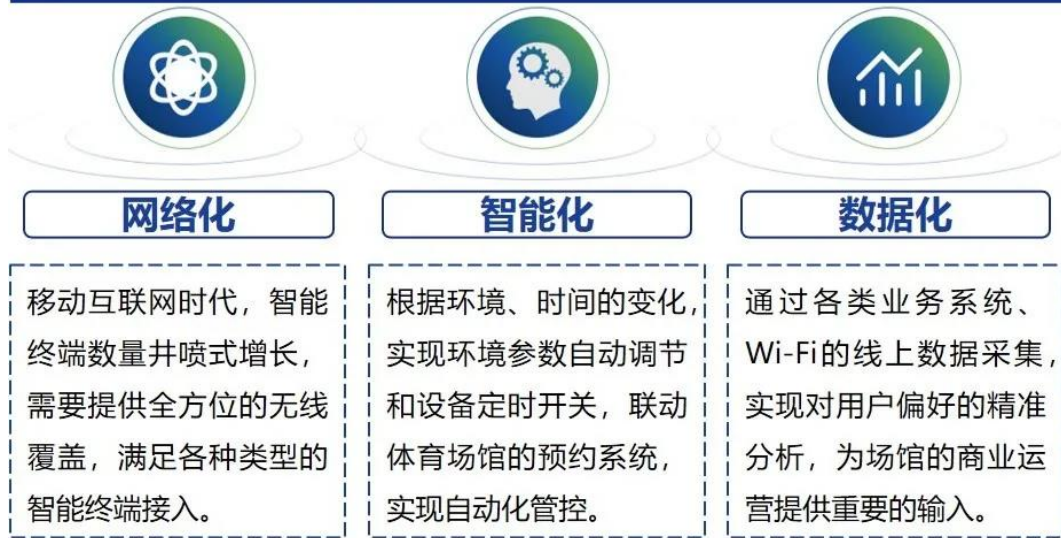 网络化
移动互联网时代，智能
终端数量井喷式增长，
需要提供全方位的无线
覆盖，满足各种类型的
智能终端接入。
智能化
根据环境、时间的变化，
实现环境参数自动调节
和设备定时开关，联动
体育场馆的预约系统，
实现自动化管控。
数据化
通过各类业务系统、
Wi-Fi的线上数据采集，
实现对用户偏好的精准
分析，为场馆的商业运
营提供重要的输入。